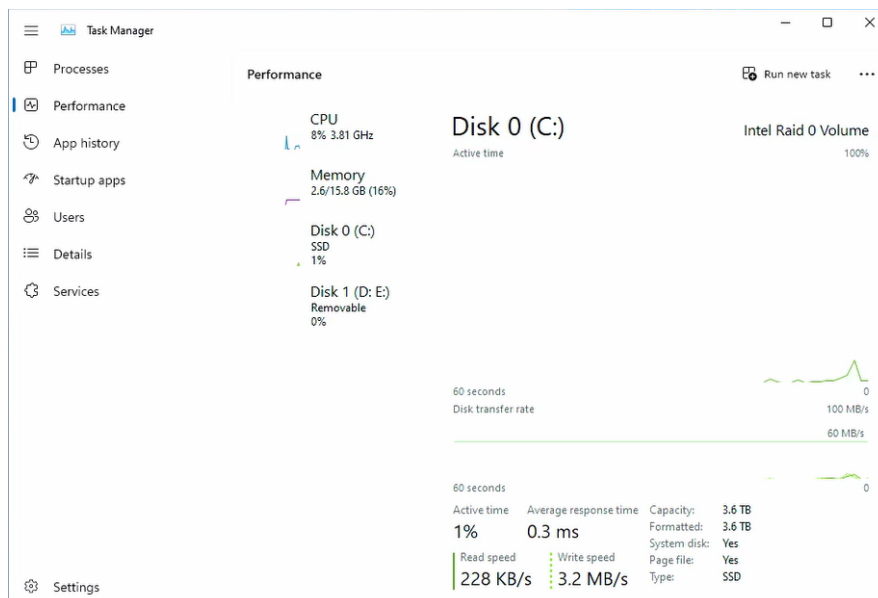 Task Manager
Processes
Performance
App history
Startup apps
Users
Details
Services
Settings
Performance
Run new task
CPU
8% 3.81 GHz
Memory
2.6/15.8 GB (16%)
Disk 0 (C:)
SSD
1%
Disk 1 (D: E:)
Removable
0%
Disk 0 (C:)
Intel Raid 0 Volume
Active time
100%
60 seconds
0
Disk transfer rate
100 MB/s
60 MB/s
60 seconds
0
Active time
1%
Average response time
0.3 ms
Read speed
228 KB/s
Write speed
3.2 MB/s
Capacity: 3.6 TB
Formatted: 3.6 TB
System disk: Yes
Page file: Yes
Type: SSD